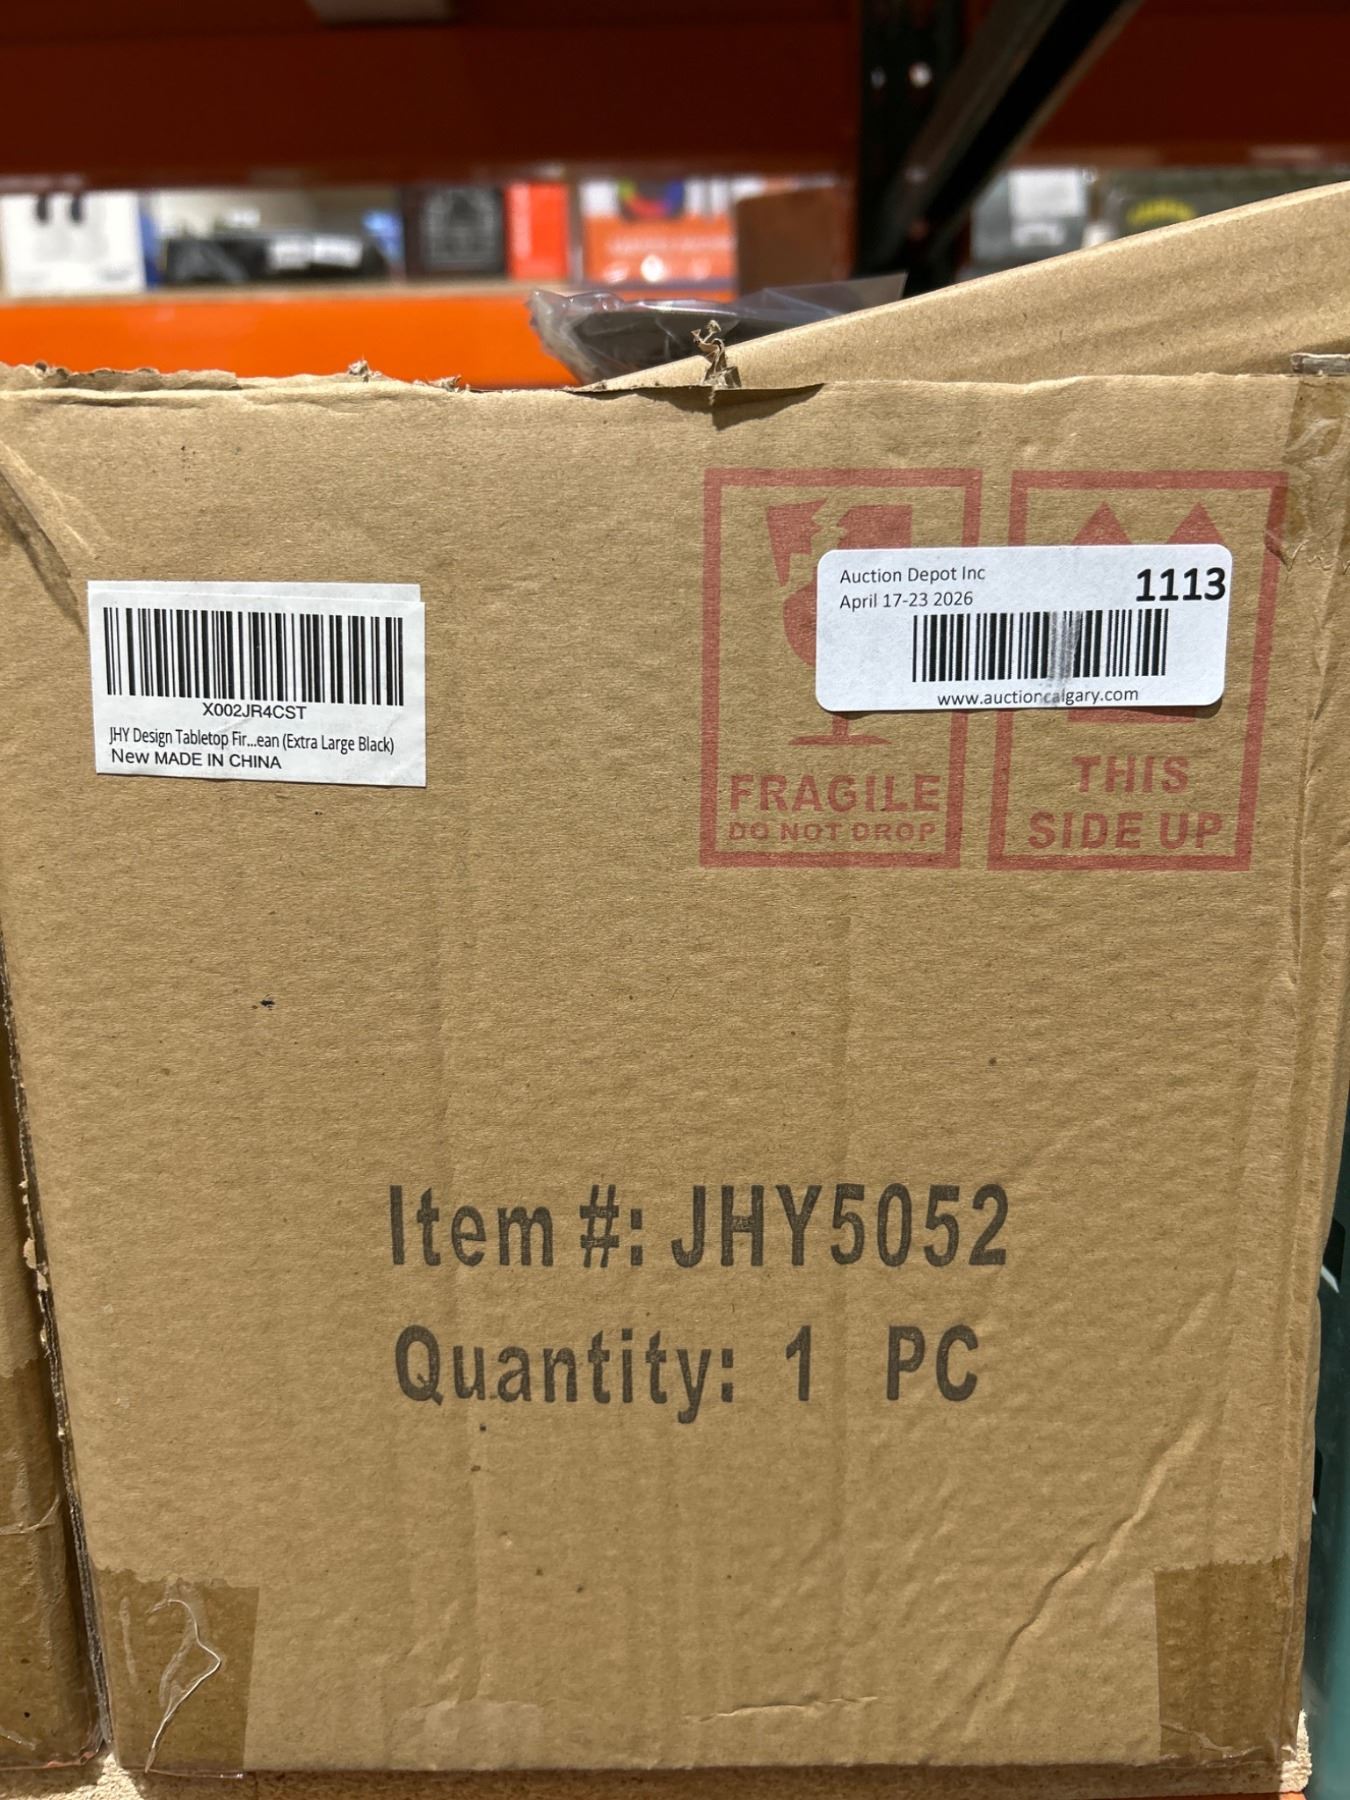 Auction Depot Inc
1113
April 17-23 2026
www.auctioncalgary.com
X002JR4CST
JHY Design Tabletop Fir...ean (Extra Large Black)
New MADE IN CHINA
FRAGILE
DO NOT DROP
THIS
SIDE UP
Item #: JHY5052
Quantity: 1 PC